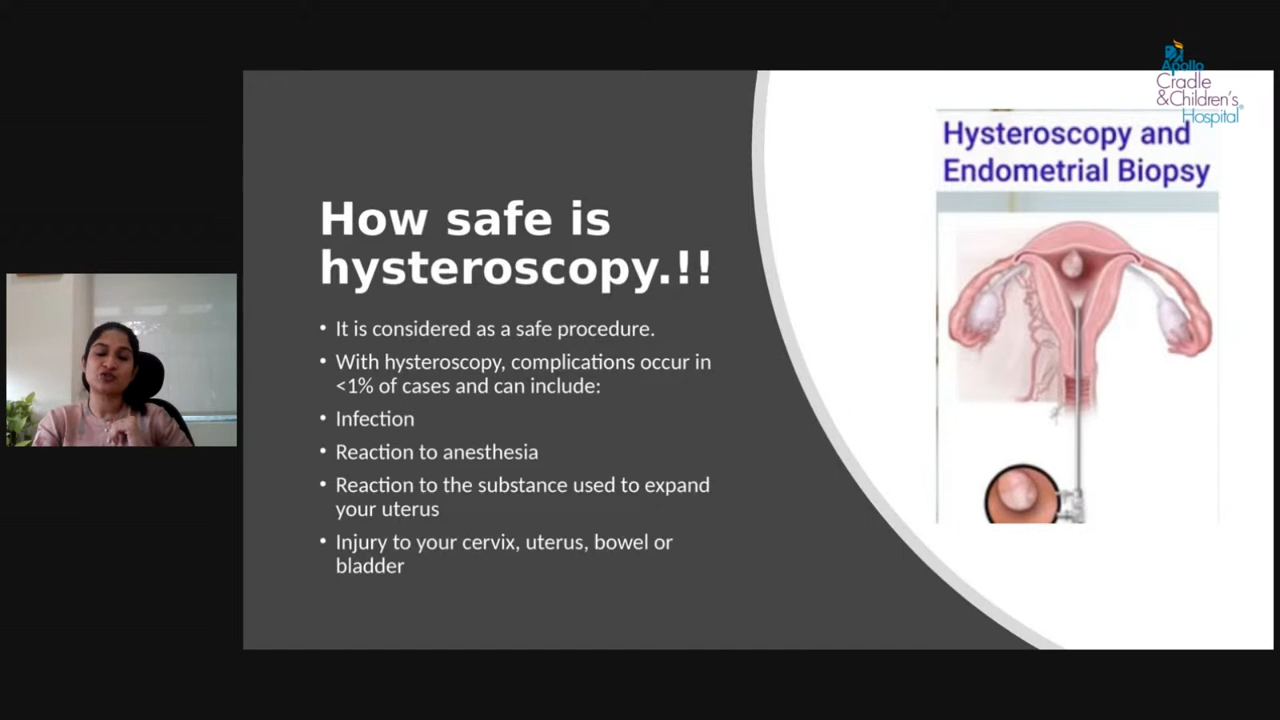 Apollo
Cradle
&Children's
Hospital
Hysteroscopy and
Endometrial Biopsy
How safe is
hysteroscopy.!!
• It is considered as a safe procedure.
• With hysteroscopy, complications occur in
<1% of cases and can include:
• Infection
• Reaction to anesthesia
• Reaction to the substance used to expand
your uterus
• Injury to your cervix, uterus, bowel or
bladder